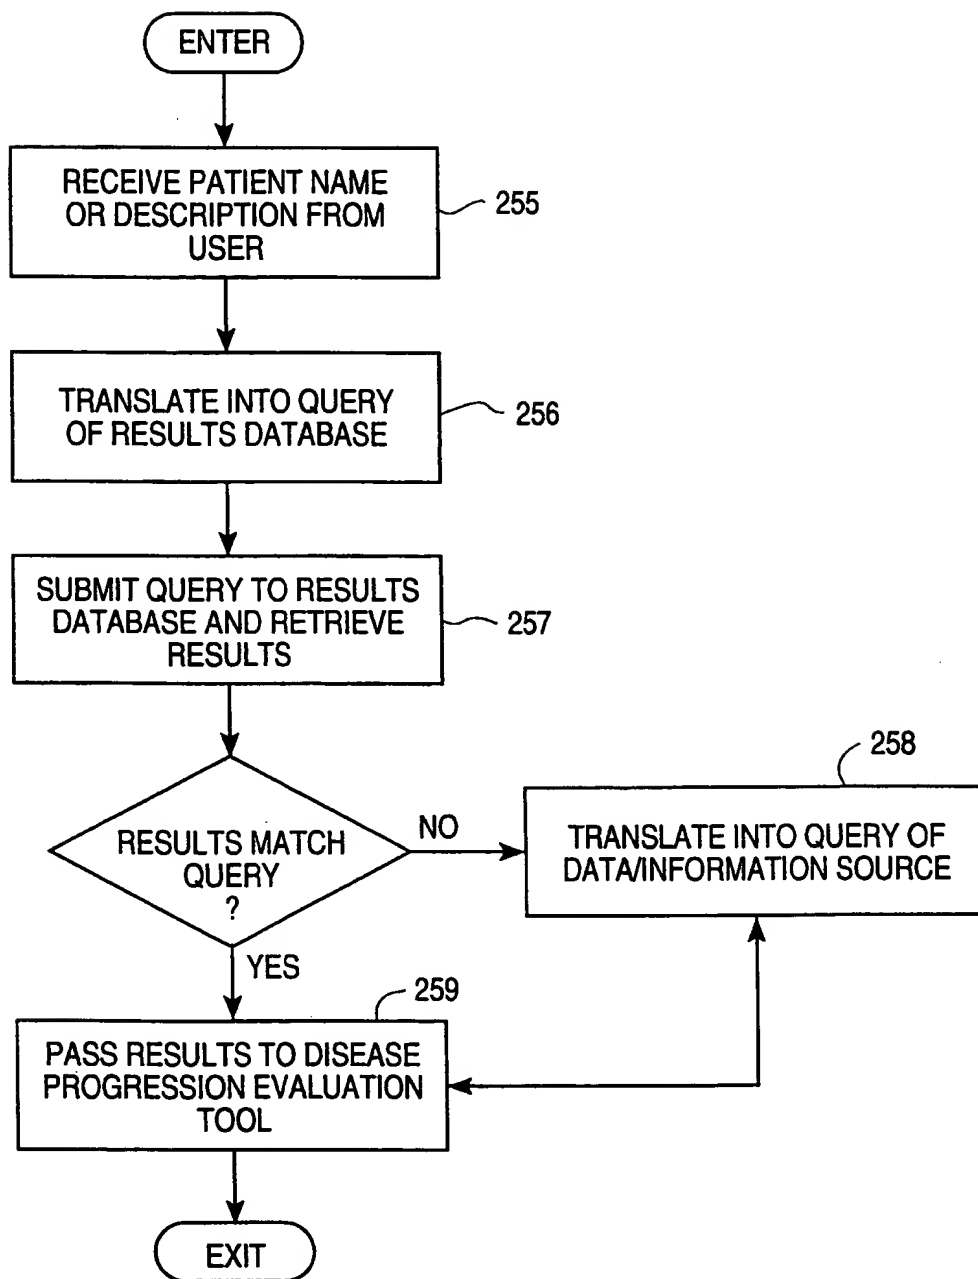 ENTER
RECEIVE PATIENT NAME
OR DESCRIPTION FROM
USER
255
TRANSLATE INTO QUERY
OF RESULTS DATABASE
256
SUBMIT QUERY TO RESULTS
DATABASE AND RETRIEVE
RESULTS
257
RESULTS MATCH
QUERY
?
NO
258
TRANSLATE INTO QUERY OF
DATA/INFORMATION SOURCE
YES
259
PASS RESULTS TO DISEASE
PROGRESSION EVALUATION
TOOL
EXIT